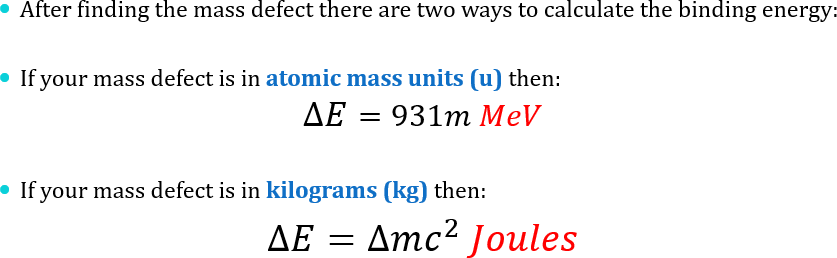 • After finding the mass defect there are two ways to calculate the binding energy:
• If your mass defect is in atomic mass units (u) then:
ΔE = 931m MeV
• If your mass defect is in kilograms (kg) then:
ΔE = Δmc² Joules